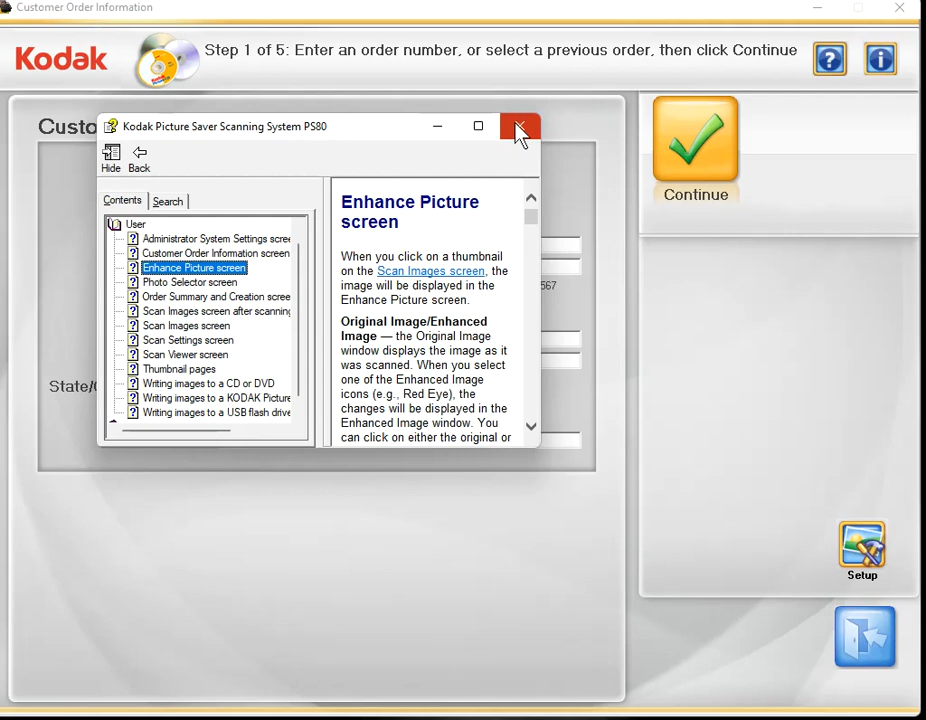 Customer Order Information
Kodak
Step 1 of 5: Enter an order number, or select a previous order, then click Continue
Custo
Kodak Picture Saver Scanning System PS80
Hide
Back
Contents
Search
User
Administrator System Settings scree
Customer Order Information screen
Enhance Picture screen
Photo Selector screen
Order Summary and Creation scree
Scan Images screen after scanning
Scan Images screen
Scan Settings screen
Scan Viewer screen
Thumbnail pages
Writing images to a CD or DVD
Writing images to a KODAK Picture
Writing images to a USB flash drive
Enhance Picture
screen
When you click on a thumbnail
on the Scan Images screen, the
image will be displayed in the
Enhance Picture screen.
Original Image/Enhanced
Image — the Original Image
window displays the image as it
was scanned. When you select
one of the Enhanced Image
icons (e.g., Red Eye), the
changes will be displayed in the
Enhanced Image window. You
can click on either the original or
567
State/
Continue
Setup